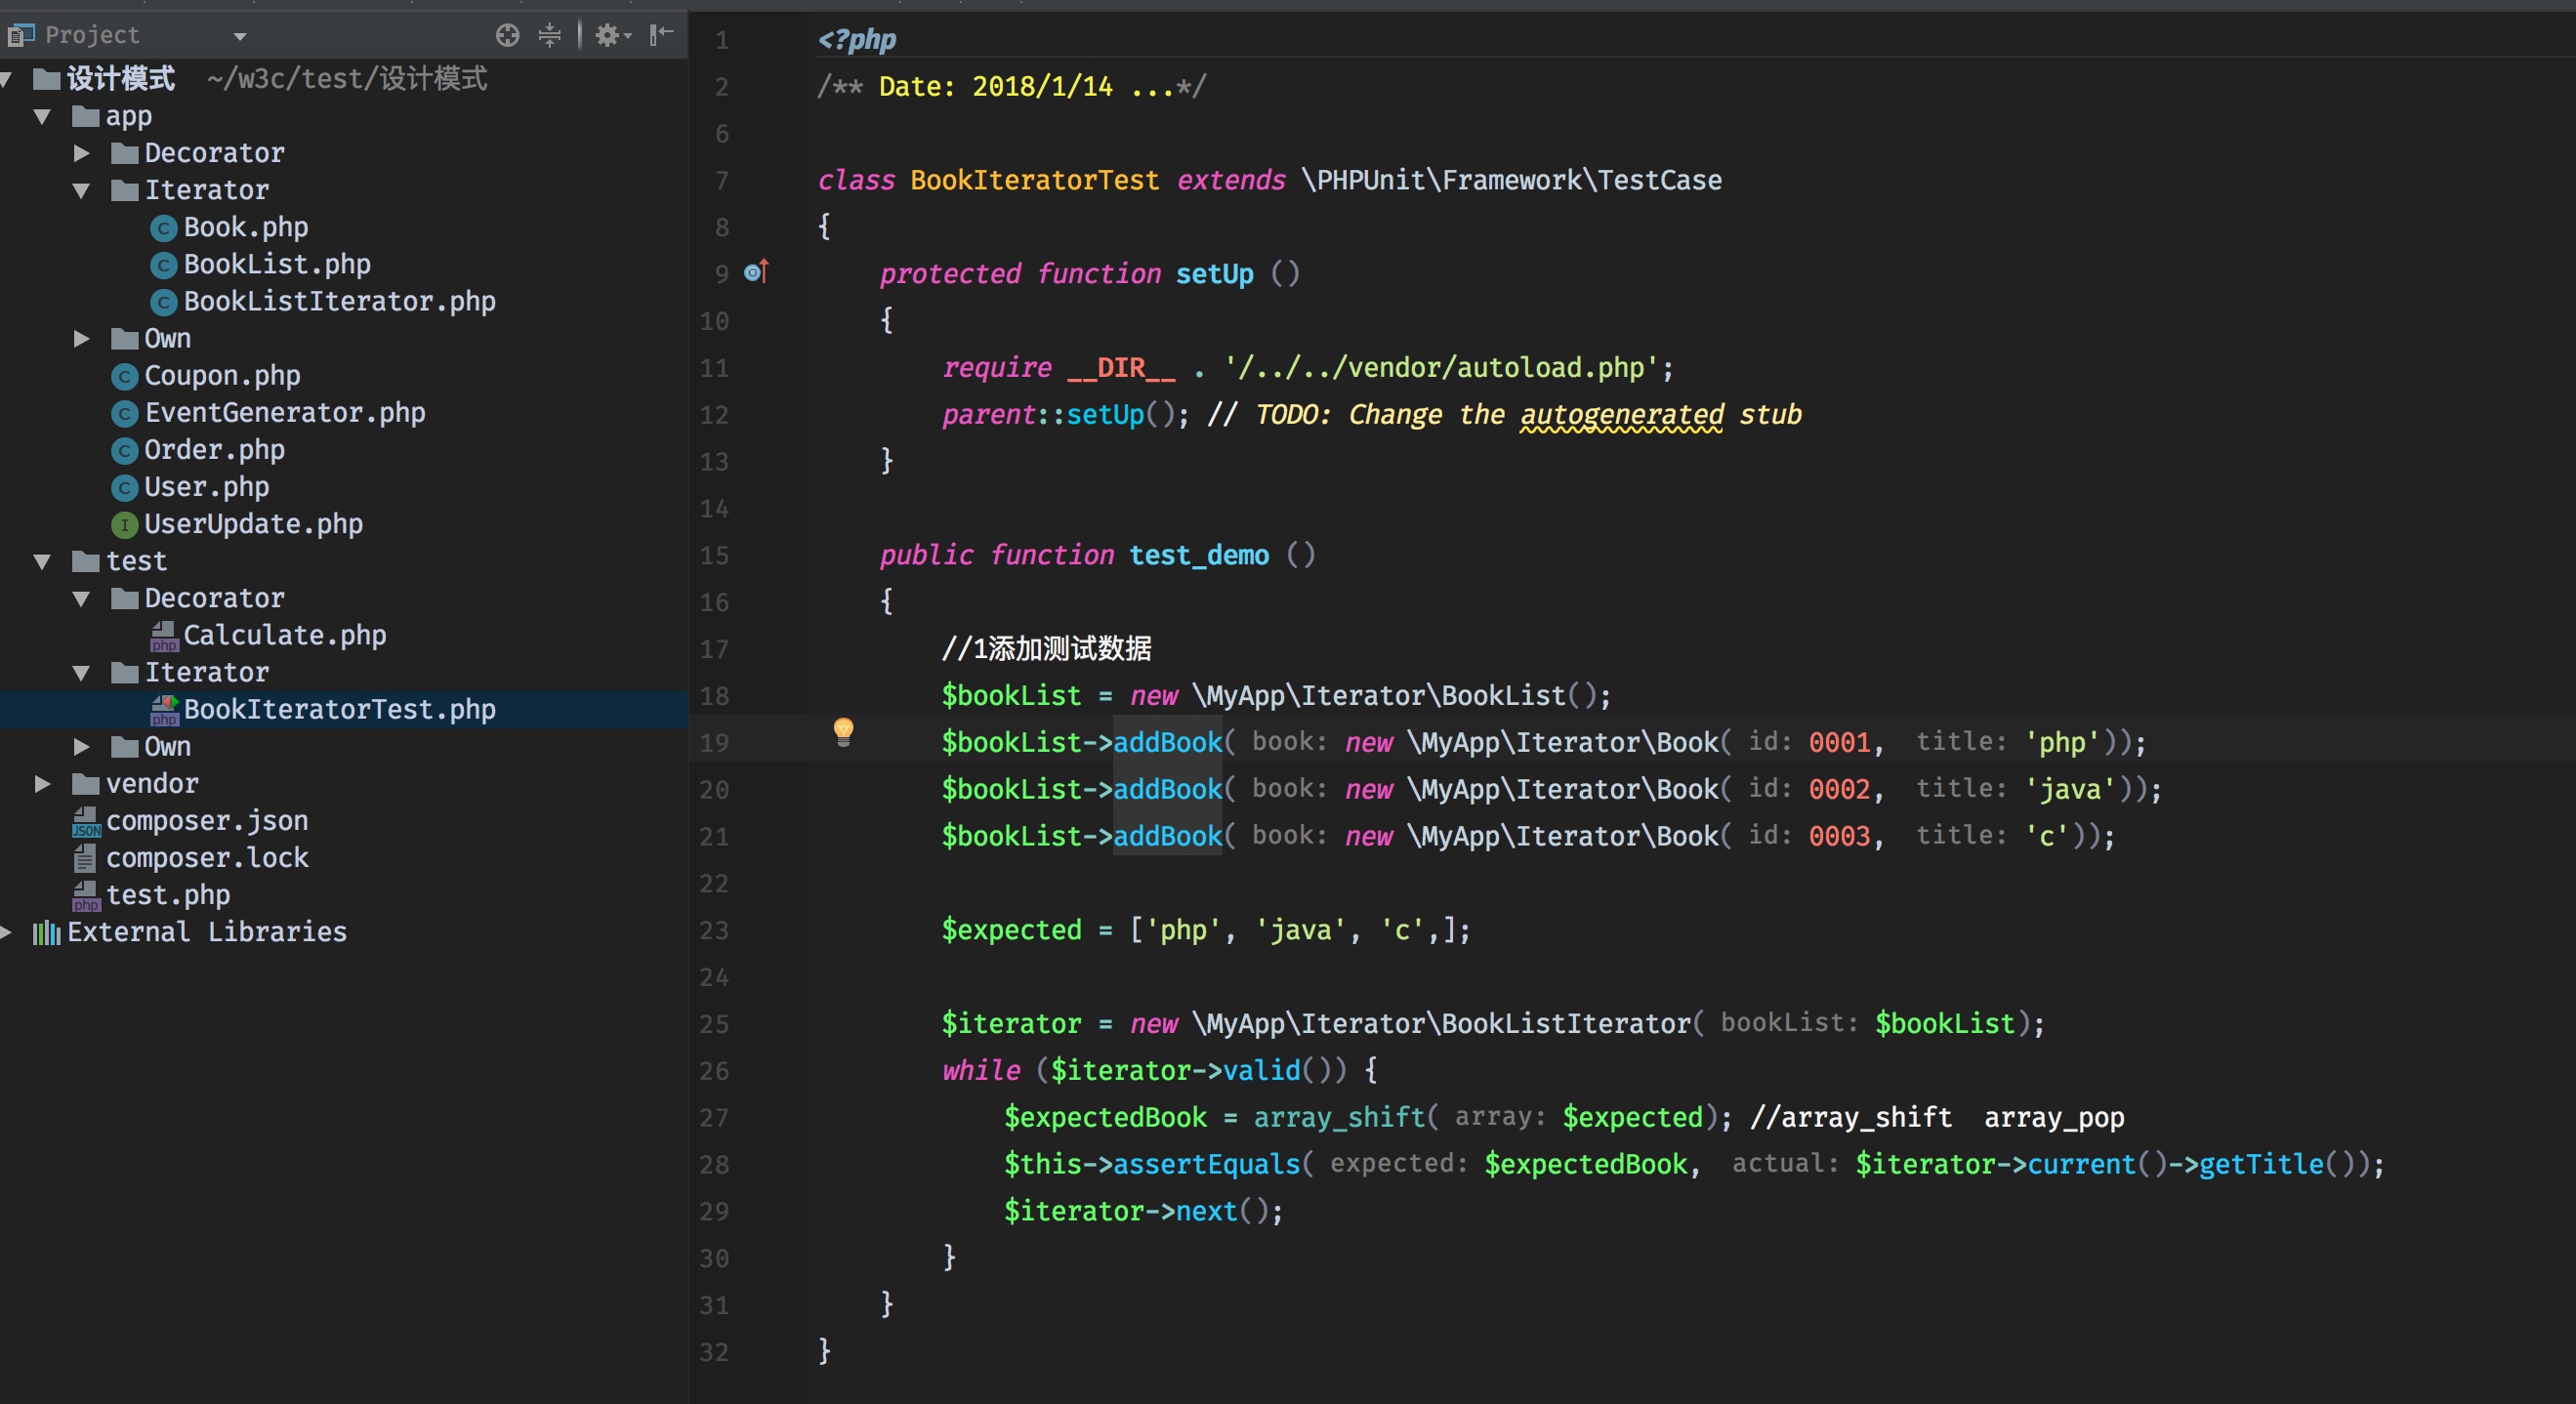 Project
设计模式 ~/w3c/test/设计模式
app
Decorator
Iterator
Book.php
BookList.php
BookListIterator.php
Own
Coupon.php
EventGenerator.php
Order.php
User.php
UserUpdate.php
test
Decorator
Calculate.php
Iterator
BookIteratorTest.php
Own
vendor
composer.json
composer.lock
test.php
External Libraries
1 <?php
2 /** Date: 2018/1/14 ...*/
6
7 class BookIteratorTest extends \PHPUnit\Framework\TestCase
8 {
9 protected function setUp ()
10 {
11 require __DIR__ . '/../../vendor/autoload.php';
12 parent::setUp(); // TODO: Change the autogenerated stub
13 }
14
15 public function test_demo ()
16 {
17 //1添加测试数据
18 $bookList = new \MyApp\Iterator\BookList();
19 $bookList->addBook( book: new \MyApp\Iterator\Book( id: 0001, title: 'php'));
20 $bookList->addBook( book: new \MyApp\Iterator\Book( id: 0002, title: 'java'));
21 $bookList->addBook( book: new \MyApp\Iterator\Book( id: 0003, title: 'c'));
22
23 $expected = ['php', 'java', 'c',];
24
25 $iterator = new \MyApp\Iterator\BookListIterator( bookList: $bookList);
26 while ($iterator->valid()) {
27 $expectedBook = array_shift( array: $expected); //array_shift array_pop
28 $this->assertEquals( expected: $expectedBook, actual: $iterator->current()->getTitle());
29 $iterator->next();
30 }
31 }
32 }